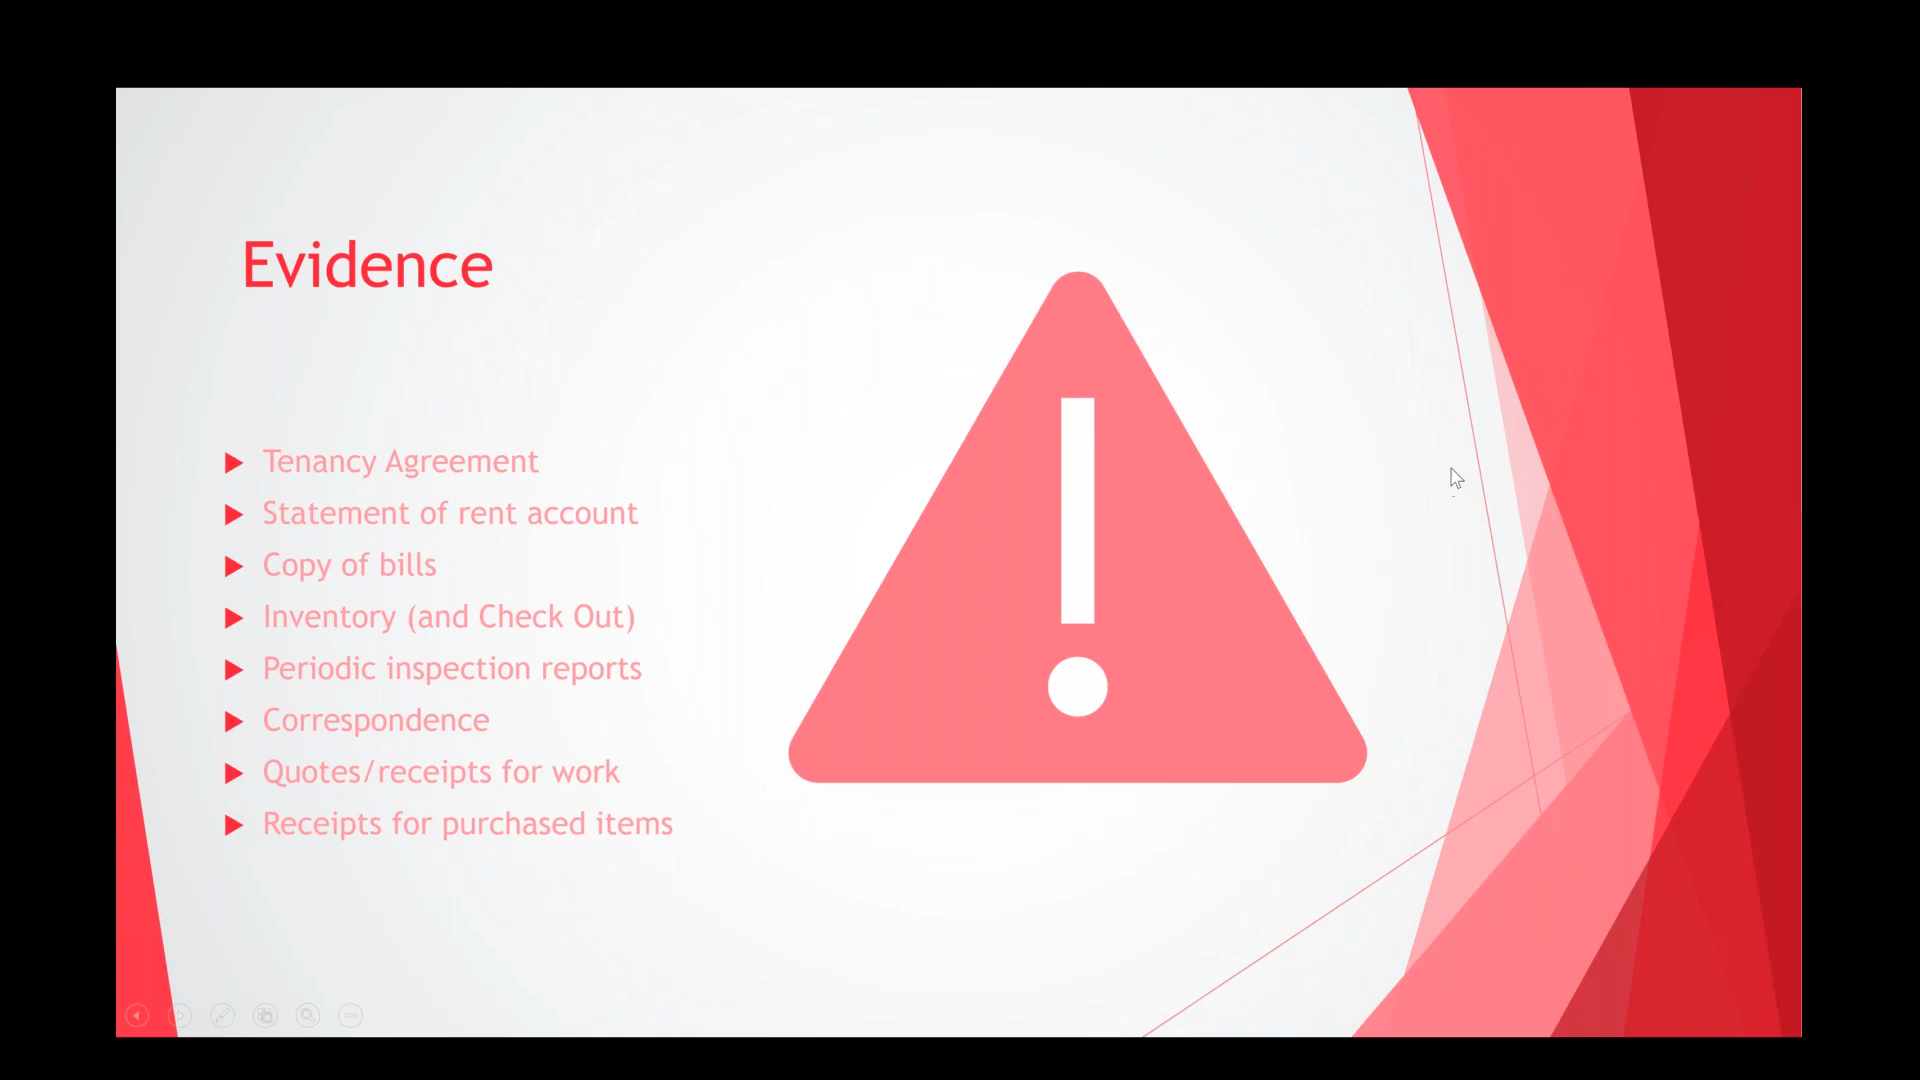 Evidence
Tenancy Agreement
Statement of rent account
Copy of bills
Inventory (and Check Out)
Periodic inspection reports
Correspondence
Quotes/receipts for work
Receipts for purchased items